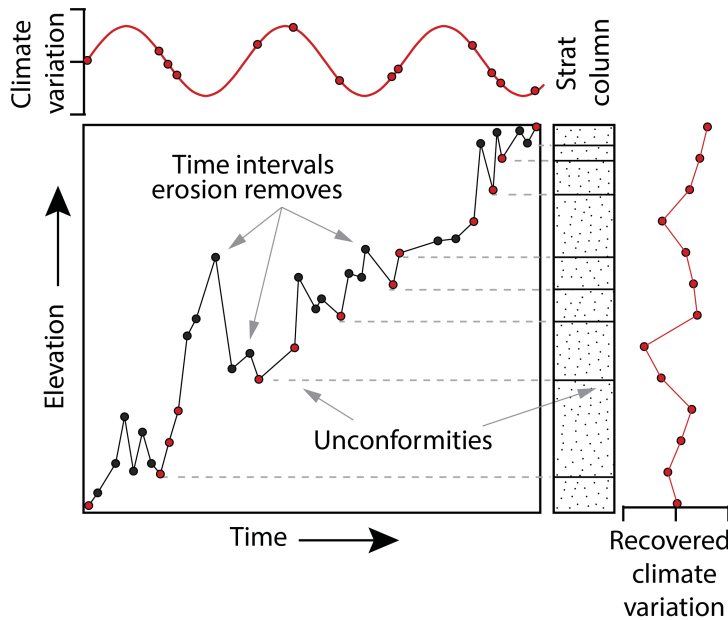 Climate
variation
Strat
column
Time intervals
erosion removes
Elevation
Unconformities
Time
Recovered
climate
variation